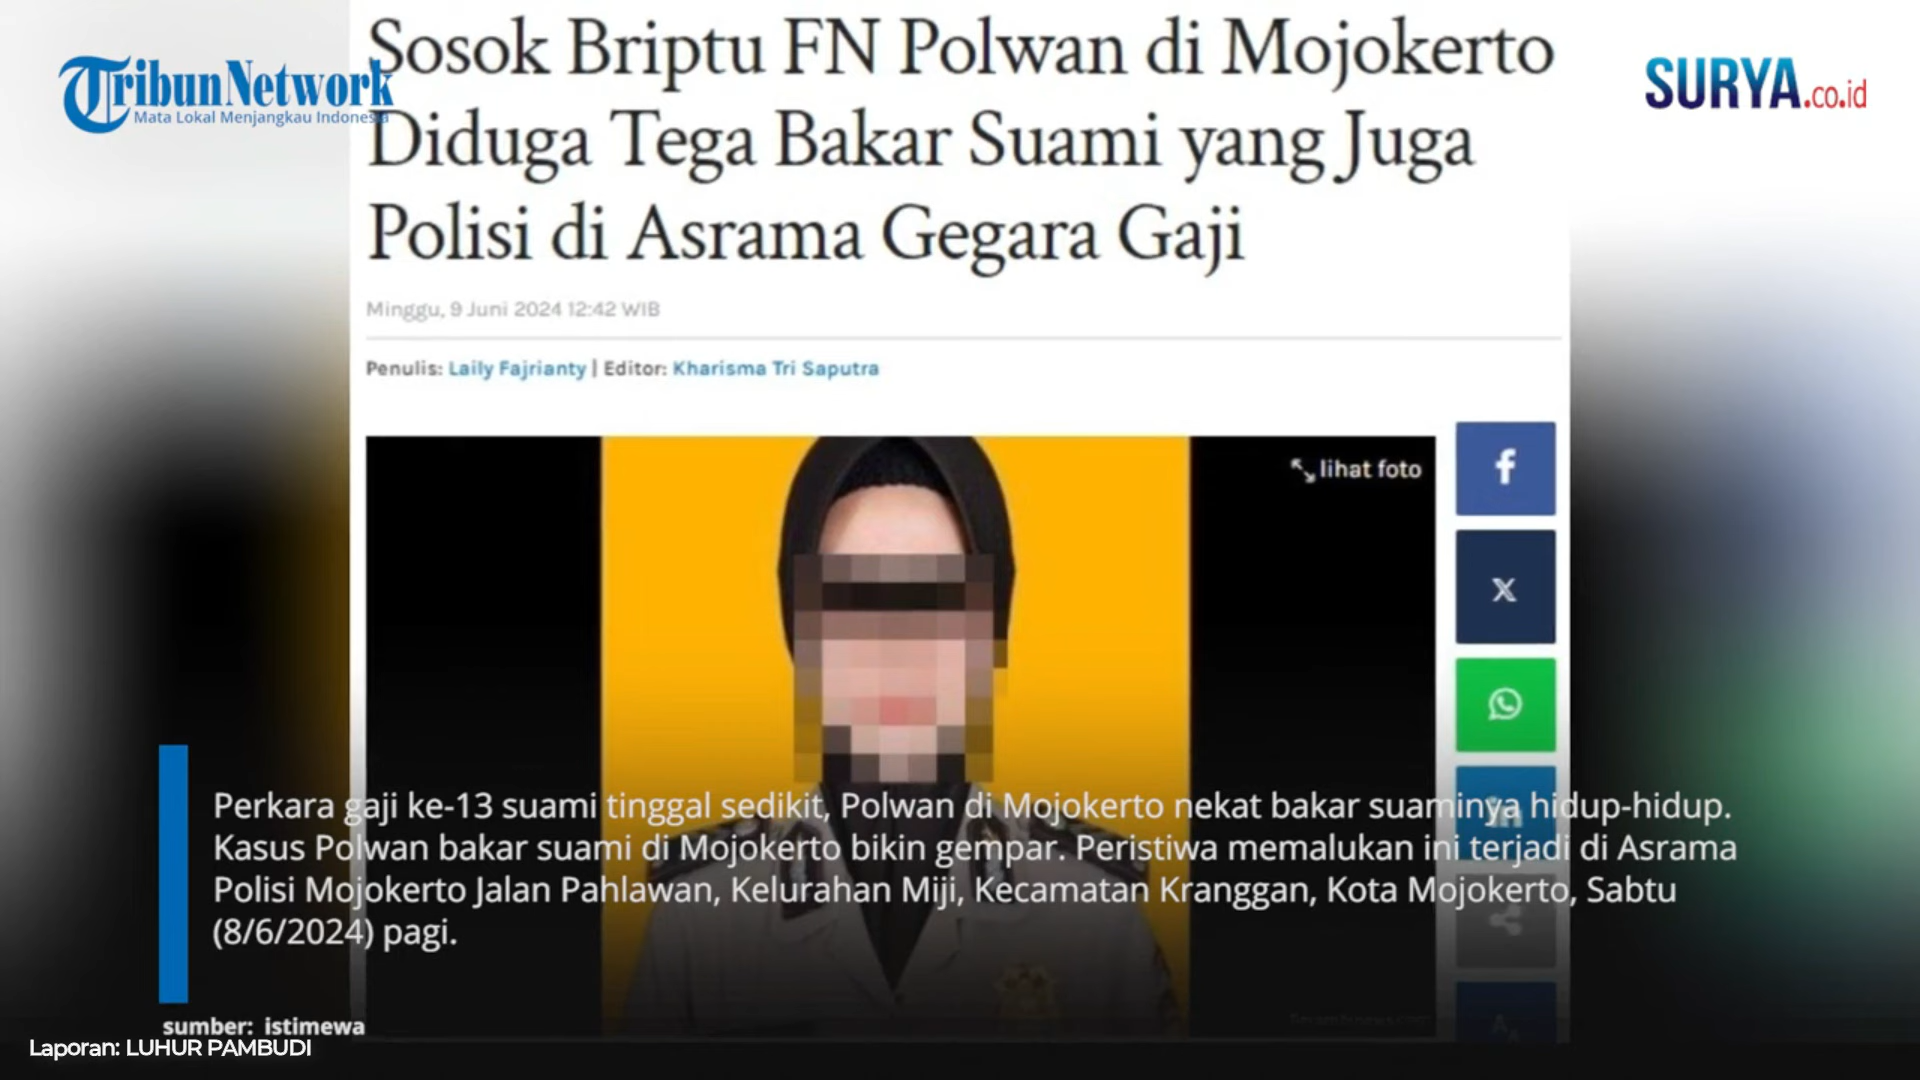 Sosok Briptu FN Polwan di Mojokerto
TribunNetwork
Mata Lokal Menjangkau Indonesia
SURYA.co.id
Diduga Tega Bakar Suami yang Juga
Polisi di Asrama Gegara Gaji
Minggu, 9 Juni 2024 12:42 WIB
Penulis: Laily Fajrianty | Editor: Kharisma Tri Saputra
lihat foto
Perkara gaji ke-13 suami tinggal sedikit, Polwan di Mojokerto nekat bakar suaminya hidup-hidup.
Kasus Polwan bakar suami di Mojokerto bikin gempar. Peristiwa memalukan ini terjadi di Asrama
Polisi Mojokerto Jalan Pahlawan, Kelurahan Miji, Kecamatan Kranggan, Kota Mojokerto, Sabtu
(8/6/2024) pagi.
sumber: istimewa
Laporan: LUHUR PAMBUDI